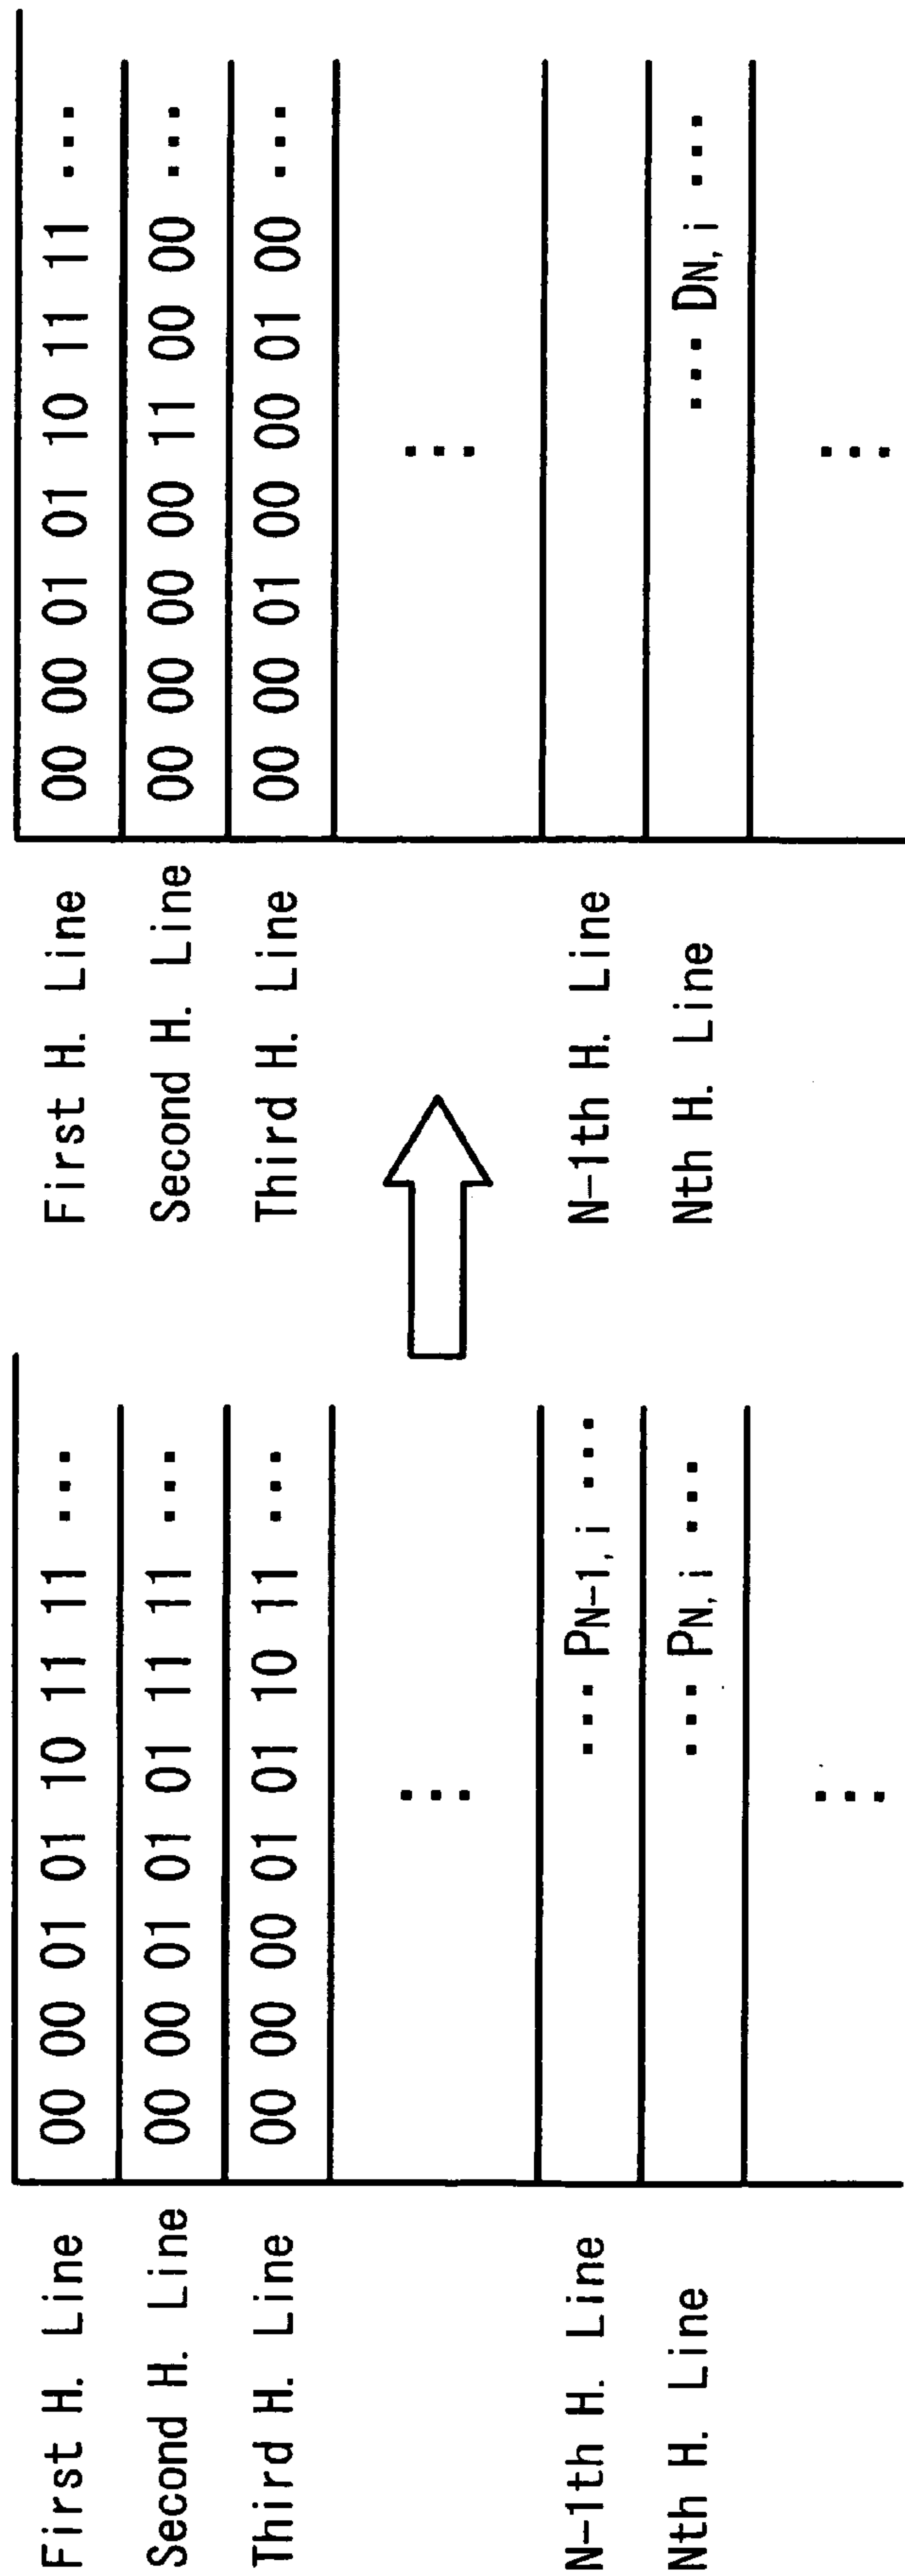 First H. Line 00 00 01 01 10 11 11 ...
Second H. Line 00 00 01 01 01 11 11 ...
Third H. Line 00 00 00 01 01 10 11 ...
...
N-1th H. Line ... PN-1, i ...
Nth H. Line ... PN, i ...
...
First H. Line 00 00 01 01 10 11 11 ...
Second H. Line 00 00 00 00 11 00 00 ...
Third H. Line 00 00 01 00 00 01 00 ...
...
N-1th H. Line
Nth H. Line ... DN, i ...
...